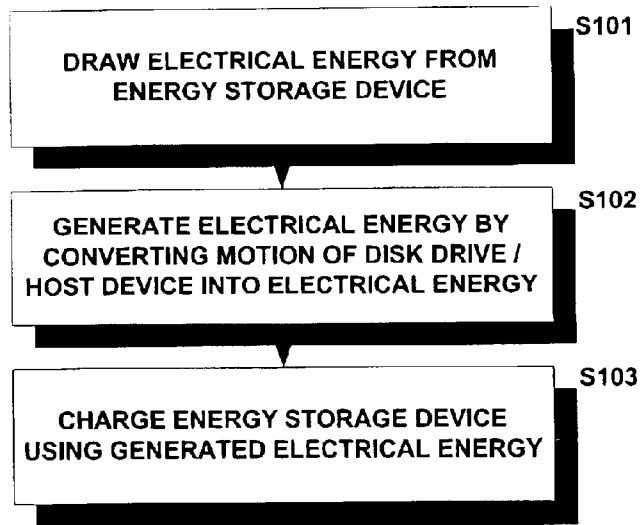 S101
DRAW ELECTRICAL ENERGY FROM
ENERGY STORAGE DEVICE
S102
GENERATE ELECTRICAL ENERGY BY
CONVERTING MOTION OF DISK DRIVE /
HOST DEVICE INTO ELECTRICAL ENERGY
S103
CHARGE ENERGY STORAGE DEVICE
USING GENERATED ELECTRICAL ENERGY